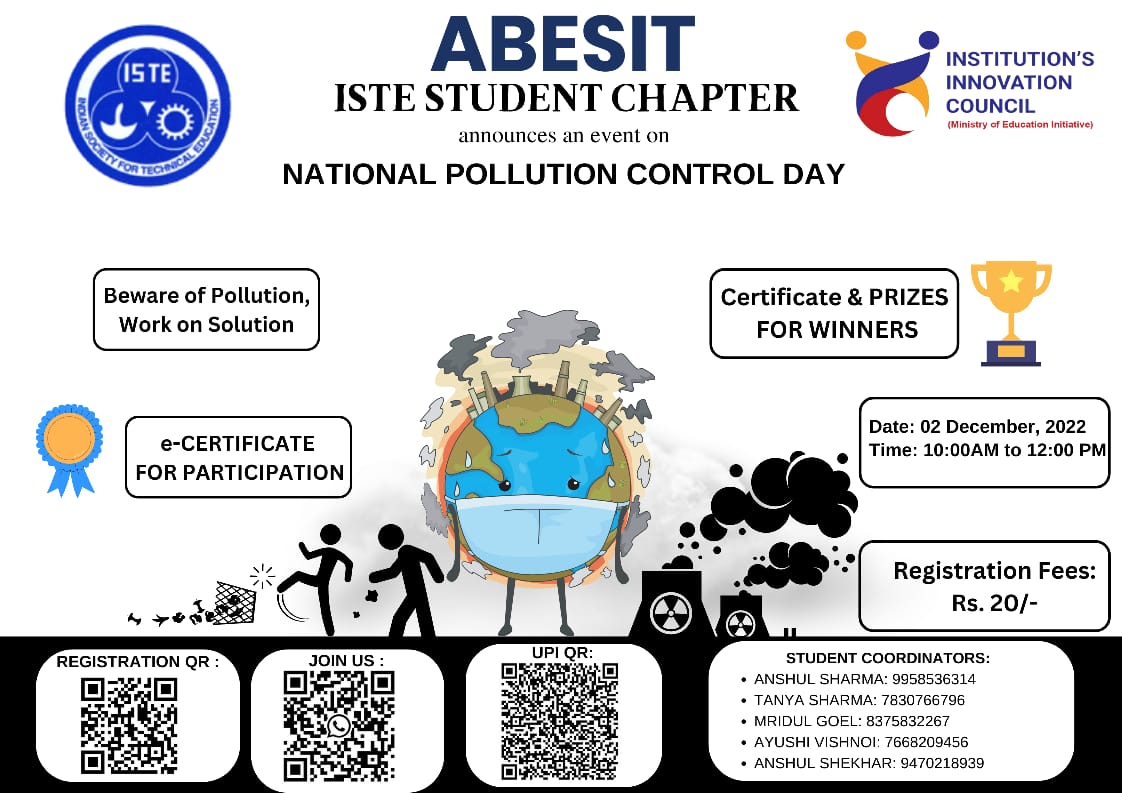 ISTE
INDIAN SOCIETY FOR TECHNICAL EDUCATION
ABESIT
ISTE STUDENT CHAPTER
announces an event on
NATIONAL POLLUTION CONTROL DAY
INSTITUTION'S
INNOVATION
COUNCIL
(Ministry of Education Initiative)
Beware of Pollution,
Work on Solution
Certificate & PRIZES
FOR WINNERS
e-CERTIFICATE
FOR PARTICIPATION
Date: 02 December, 2022
Time: 10:00AM to 12:00 PM
Registration Fees:
Rs. 20/-
REGISTRATION QR :
JOIN US :
UPI QR:
STUDENT COORDINATORS:
• ANSHUL SHARMA: 9958536314
• TANYA SHARMA: 7830766796
• MRIDUL GOEL: 8375832267
• AYUSHI VISHNOI: 7668209456
• ANSHUL SHEKHAR: 9470218939